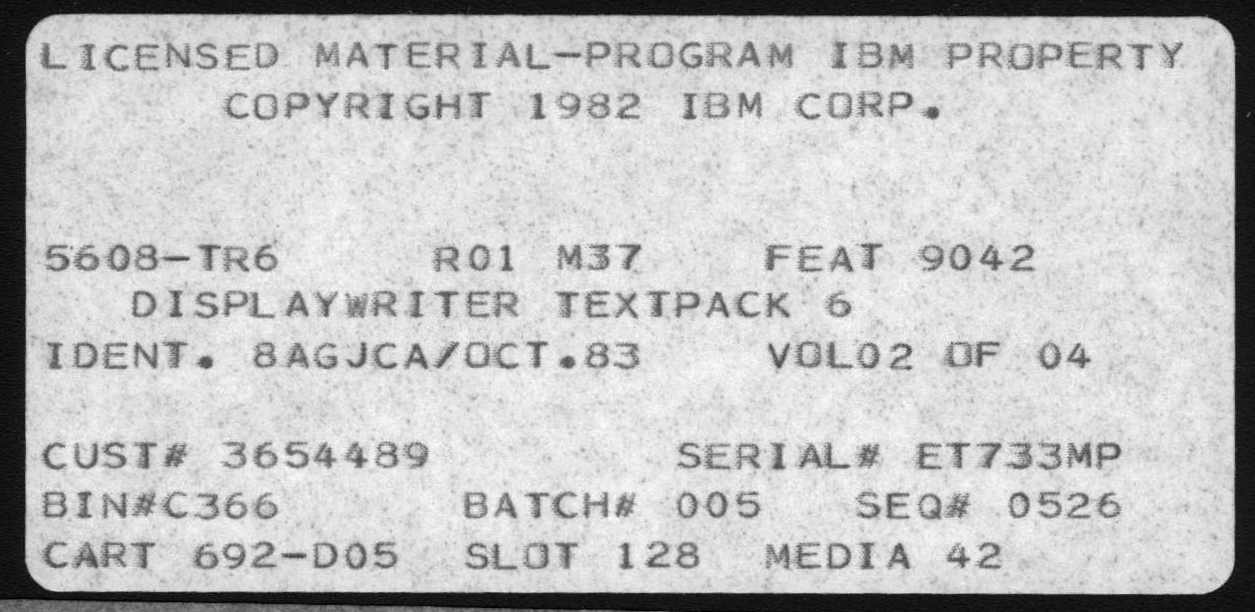 LICENSED MATERIAL-PROGRAM IBM PROPERTY
COPYRIGHT 1982 IBM CORP.
5608-TR6 R01 M37 FEAT 9042
DISPLAYWRITER TEXTPACK 6
IDENT. 8AGJCA/OCT.83 VOL02 OF 04
CUST# 3654489 SERIAL# ET733MP
BIN#C366 BATCH# 005 SEQ# 0526
CART 692-D05 SLOT 128 MEDIA 42